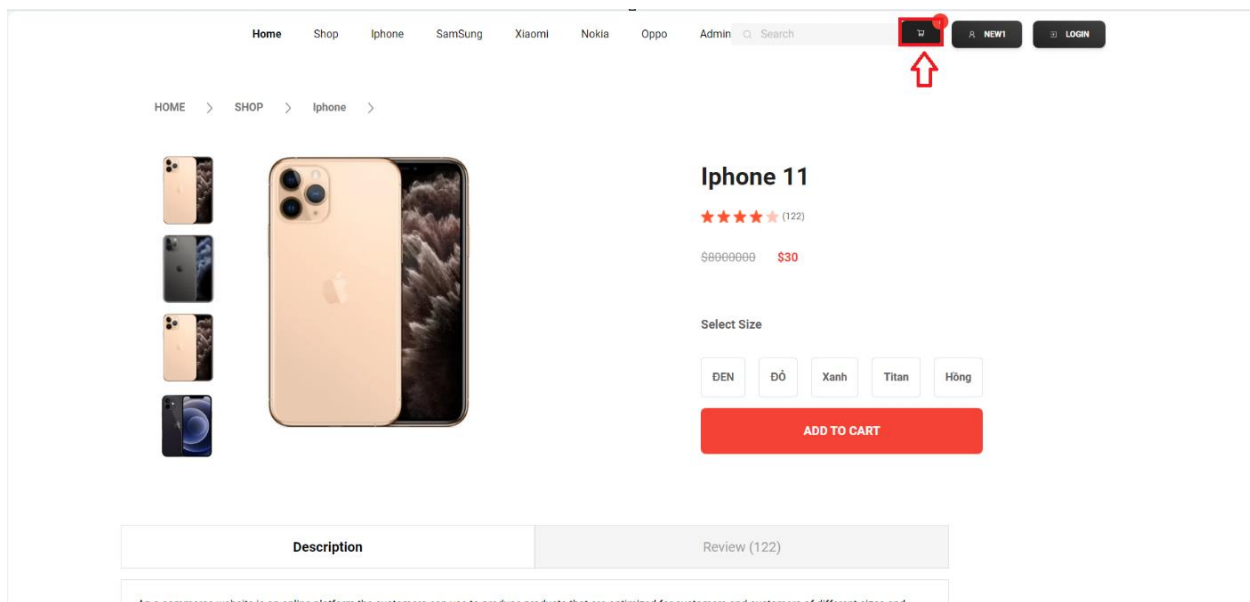 Home Shop Iphone SamSung Xiaomi Nokia Oppo Admin Search NEW1 LOGIN
HOME > SHOP > Iphone >
Iphone 11
(122)
$8000000 $30
Select Size
ĐEN ĐỎ Xanh Titan Hồng
ADD TO CART
Description Review (122)